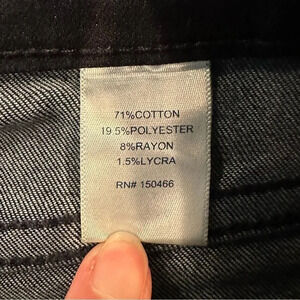 71%COTTON
19.5%POLYESTER
8%RAYON
1.5%LYCRA
RN# 150466